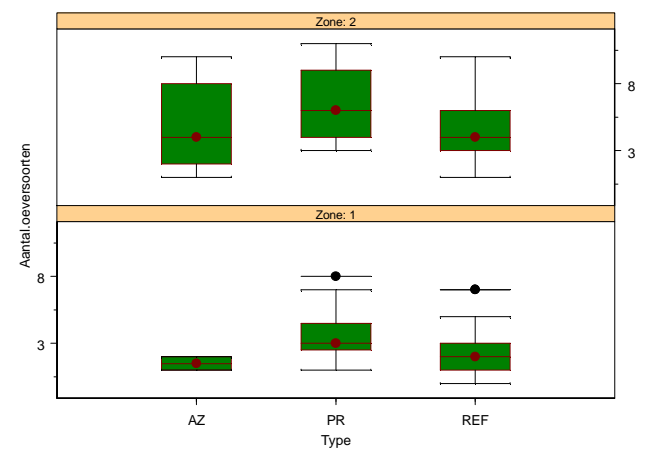 Zone: 2
8
3
Aantal.oeversoorten
Zone: 1
8
3
AZ PR REF
Type